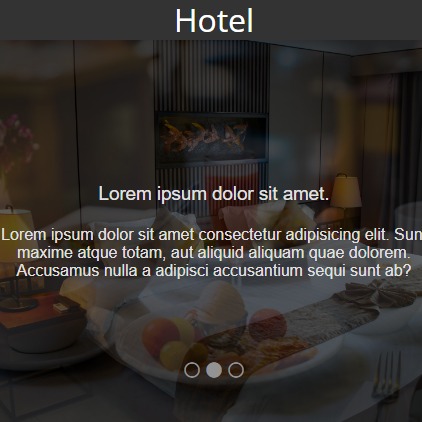 Hotel
Lorem ipsum dolor sit amet.
Lorem ipsum dolor sit amet consectetur adipisicing elit. Sun
maxime atque totam, aut aliquid aliquam quae dolorem.
Accusamus nulla a adipisci accusantium sequi sunt ab?